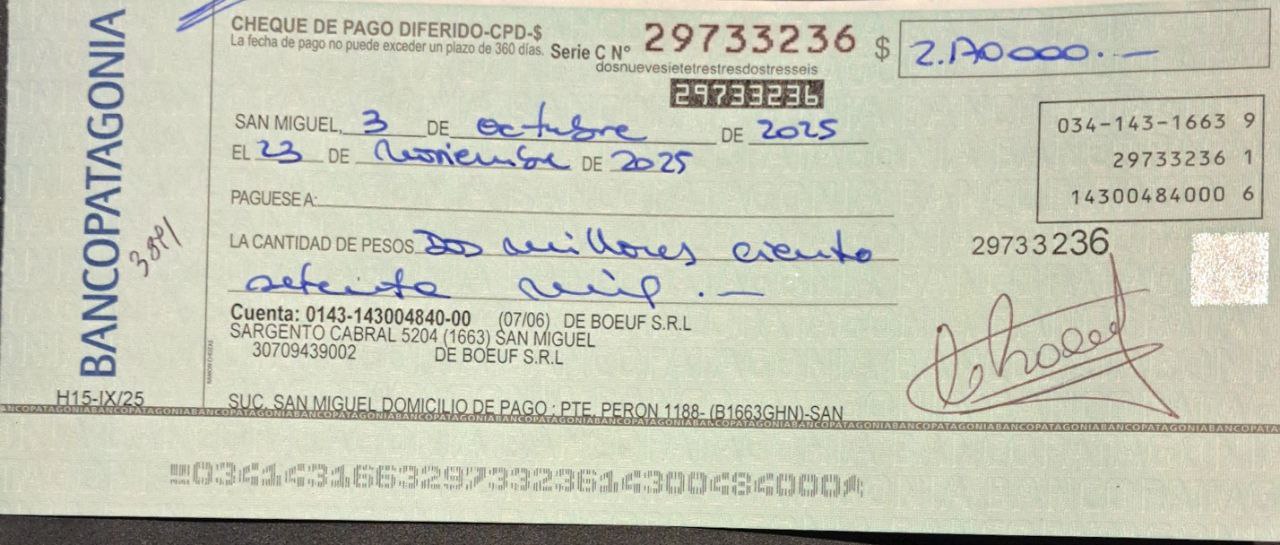 BANCOPATAGONIA
3881
H15-IX/25
CHEQUE DE PAGO DIFERIDO-CPD-$
La fecha de pago no puede exceder un plazo de 360 días.
Serie C N° 29733236
dosnuevesietetrestresdostresseis
29733236
$ 2.170000.—
SAN MIGUEL, 3 DE octubre DE 2025
EL 23 DE Noviembre DE 2025
034-143-1663 9
29733236 1
14300484000 6
PAGUESE A:
LA CANTIDAD DE PESOS Dos millones ciento
setenta mil .—
29733236
Cuenta: 0143-143004840-00 (07/06) DE BOEUF S.R.L
SARGENTO CABRAL 5204 (1663) SAN MIGUEL
30709439002 DE BOEUF S.R.L
SUC, SAN MIGUEL DOMICILIO DE PAGO : PTE. PERON 1188- (B1663GHN)-SAN
BANCOPATAGONIABANCOPATAGONIABANCOPATAGONIABANCOPATAGONIA
03414316632973323614300484000